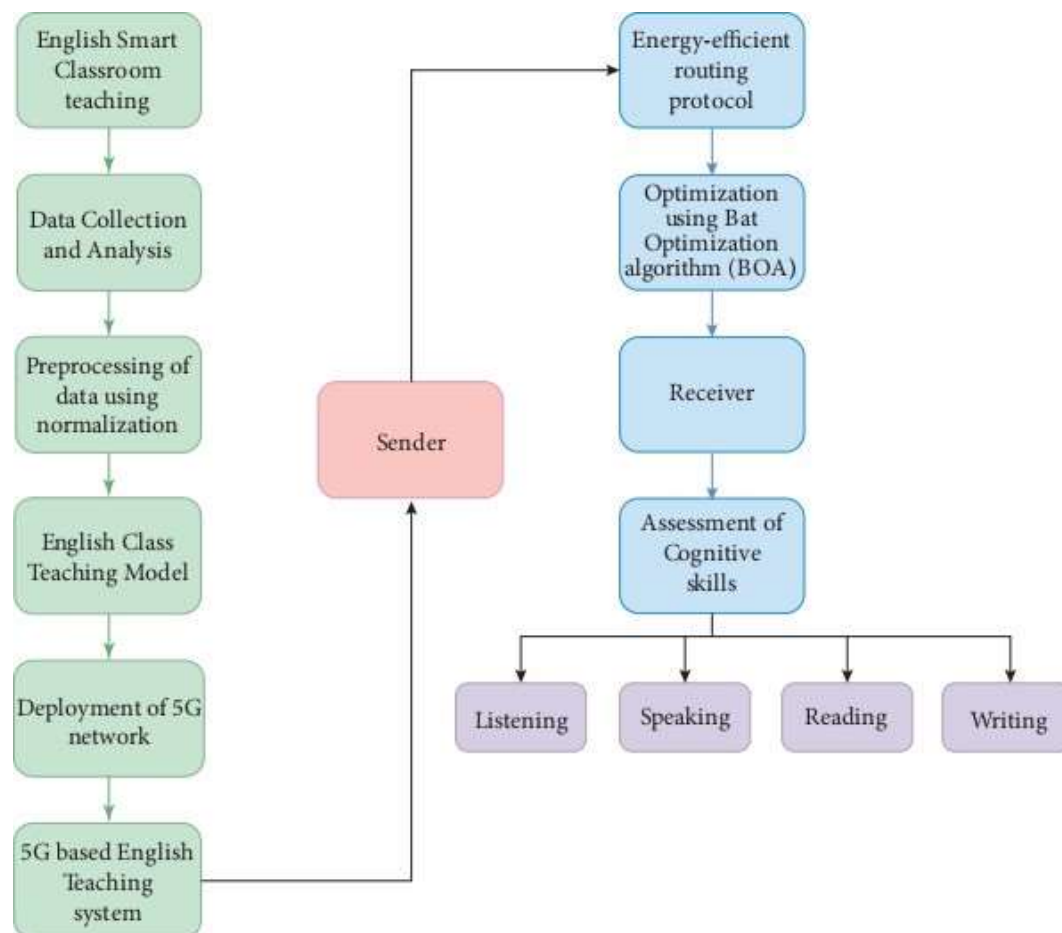 English Smart
Classroom
teaching
Data Collection
and Analysis
Preprocessing of
data using
normalization
English Class
Teaching Model
Deployment of 5G
network
5G based English
Teaching
system
Sender
Energy-efficient
routing
protocol
Optimization
using Bat
Optimization
algorithm (BOA)
Receiver
Assessment of
Cognitive
skills
Listening
Speaking
Reading
Writing